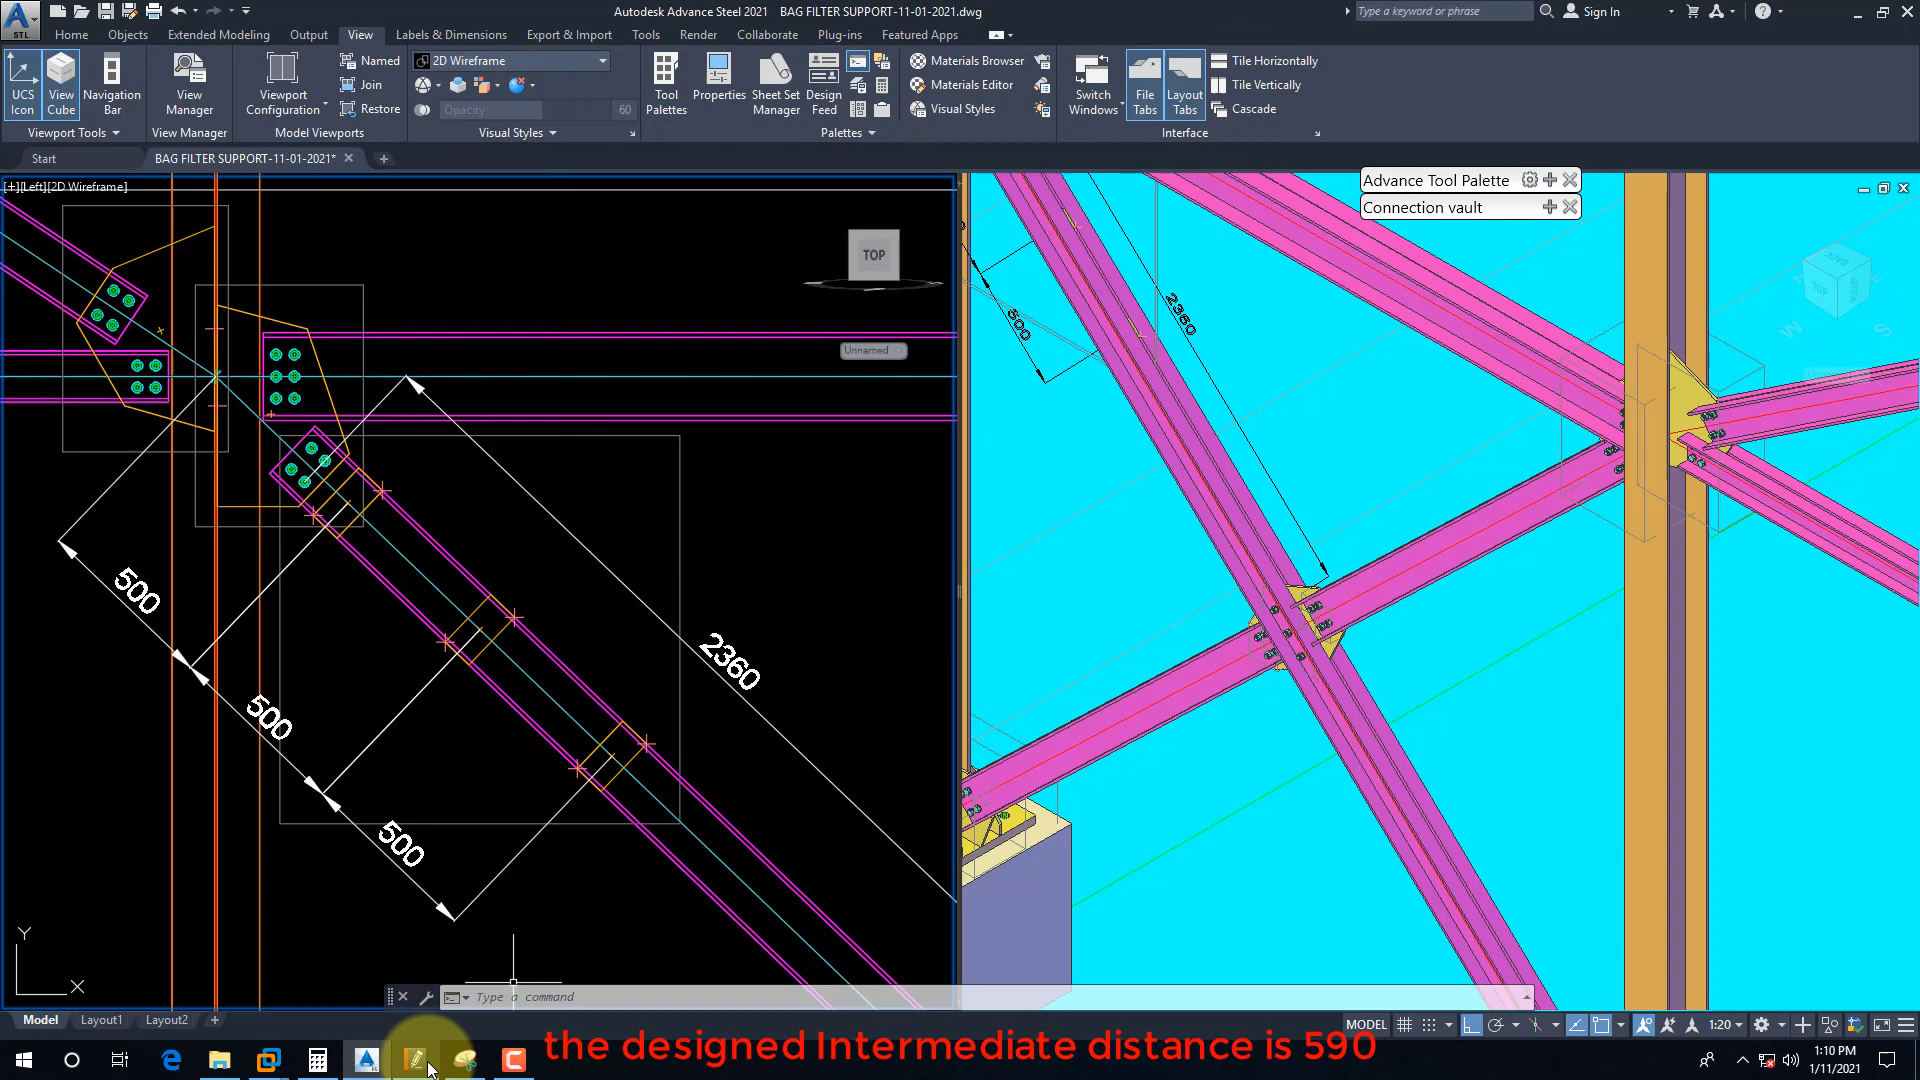 Autodesk Advance Steel 2021 BAG FILTER SUPPORT-11-01-2021.dwg
Type a keyword or phrase
Sign In
STL
Home Objects Extended Modeling Output View Labels & Dimensions Export & Import Tools Render Collaborate Plug-ins Featured Apps
UCS Icon
View Cube
Navigation Bar
View Manager
Viewport Configuration
Named
Join
Restore
2D Wireframe
Opacity 60
Tool Palettes
Properties
Sheet Set Manager
Design Feed
Materials Browser
Materials Editor
Visual Styles
Switch Windows
File Tabs
Layout Tabs
Tile Horizontally
Tile Vertically
Cascade
Viewport Tools
View Manager
Model Viewports
Visual Styles
Palettes
Interface
Start
BAG FILTER SUPPORT-11-01-2021*
[+][Left][2D Wireframe]
TOP
Unnamed
500
500
500
2360
Y
X
Advance Tool Palette
Connection vault
500
2360
TOP
RIGHT
W
S
Type a command
Model Layout1 Layout2
MODEL
1:20
the designed Intermediate distance is 590
1:10 PM
1/11/2021